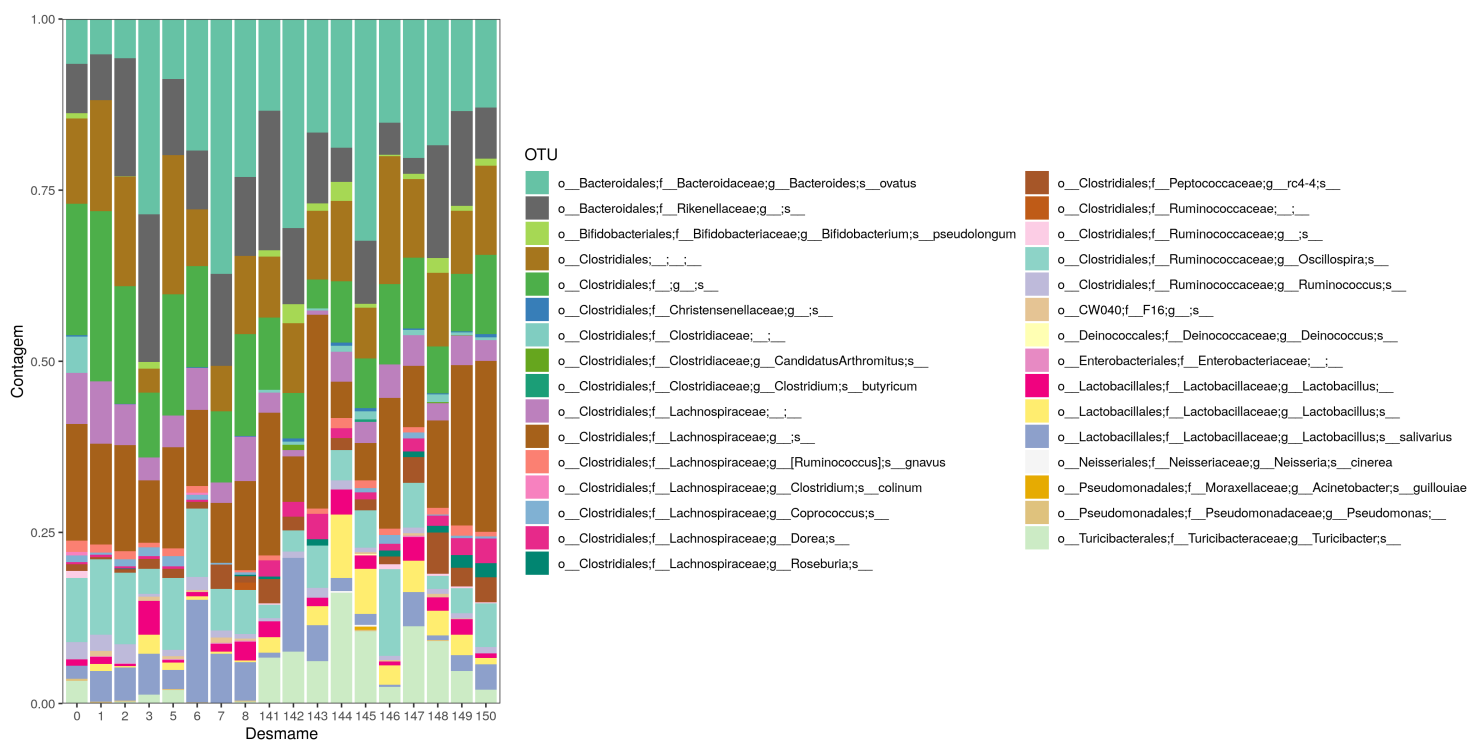 1.00
0.75
0.50
0.25
0.00
Contagem
0 1 2 3 5 6 7 8 141 142 143 144 145 146 147 148 149 150
Desmame
OTU
o__Bacteroidales;f__Bacteroidaceae;g__Bacteroides;s__ovatus
o__Bacteroidales;f__Rikenellaceae;g__;s__
o__Bifidobacteriales;f__Bifidobacteriaceae;g__Bifidobacterium;s__pseudolongum
o__Clostridiales;__;__;__
o__Clostridiales;f__;g__;s__
o__Clostridiales;f__Christensenellaceae;g__;s__
o__Clostridiales;f__Clostridiaceae;__;__
o__Clostridiales;f__Clostridiaceae;g__CandidatusArthromitus;s__
o__Clostridiales;f__Clostridiaceae;g__Clostridium;s__butyricum
o__Clostridiales;f__Lachnospiraceae;__;__
o__Clostridiales;f__Lachnospiraceae;g__;s__
o__Clostridiales;f__Lachnospiraceae;g__[Ruminococcus];s__gnavus
o__Clostridiales;f__Lachnospiraceae;g__Clostridium;s__colinum
o__Clostridiales;f__Lachnospiraceae;g__Coprococcus;s__
o__Clostridiales;f__Lachnospiraceae;g__Dorea;s__
o__Clostridiales;f__Lachnospiraceae;g__Roseburia;s__
o__Clostridiales;f__Peptococcaceae;g__rc4-4;s__
o__Clostridiales;f__Ruminococcaceae;__;__
o__Clostridiales;f__Ruminococcaceae;g__;s__
o__Clostridiales;f__Ruminococcaceae;g__Oscillospira;s__
o__Clostridiales;f__Ruminococcaceae;g__Ruminococcus;s__
o__CW040;f__F16;g__;s__
o__Deinococcales;f__Deinococcaceae;g__Deinococcus;s__
o__Enterobacteriales;f__Enterobacteriaceae;__;__
o__Lactobacillales;f__Lactobacillaceae;g__Lactobacillus;__
o__Lactobacillales;f__Lactobacillaceae;g__Lactobacillus;s__
o__Lactobacillales;f__Lactobacillaceae;g__Lactobacillus;s__salivarius
o__Neisseriales;f__Neisseriaceae;g__Neisseria;s__cinerea
o__Pseudomonadales;f__Moraxellaceae;g__Acinetobacter;s__guillouiae
o__Pseudomonadales;f__Pseudomonadaceae;g__Pseudomonas;__
o__Turicibacterales;f__Turicibacteraceae;g__Turicibacter;s__